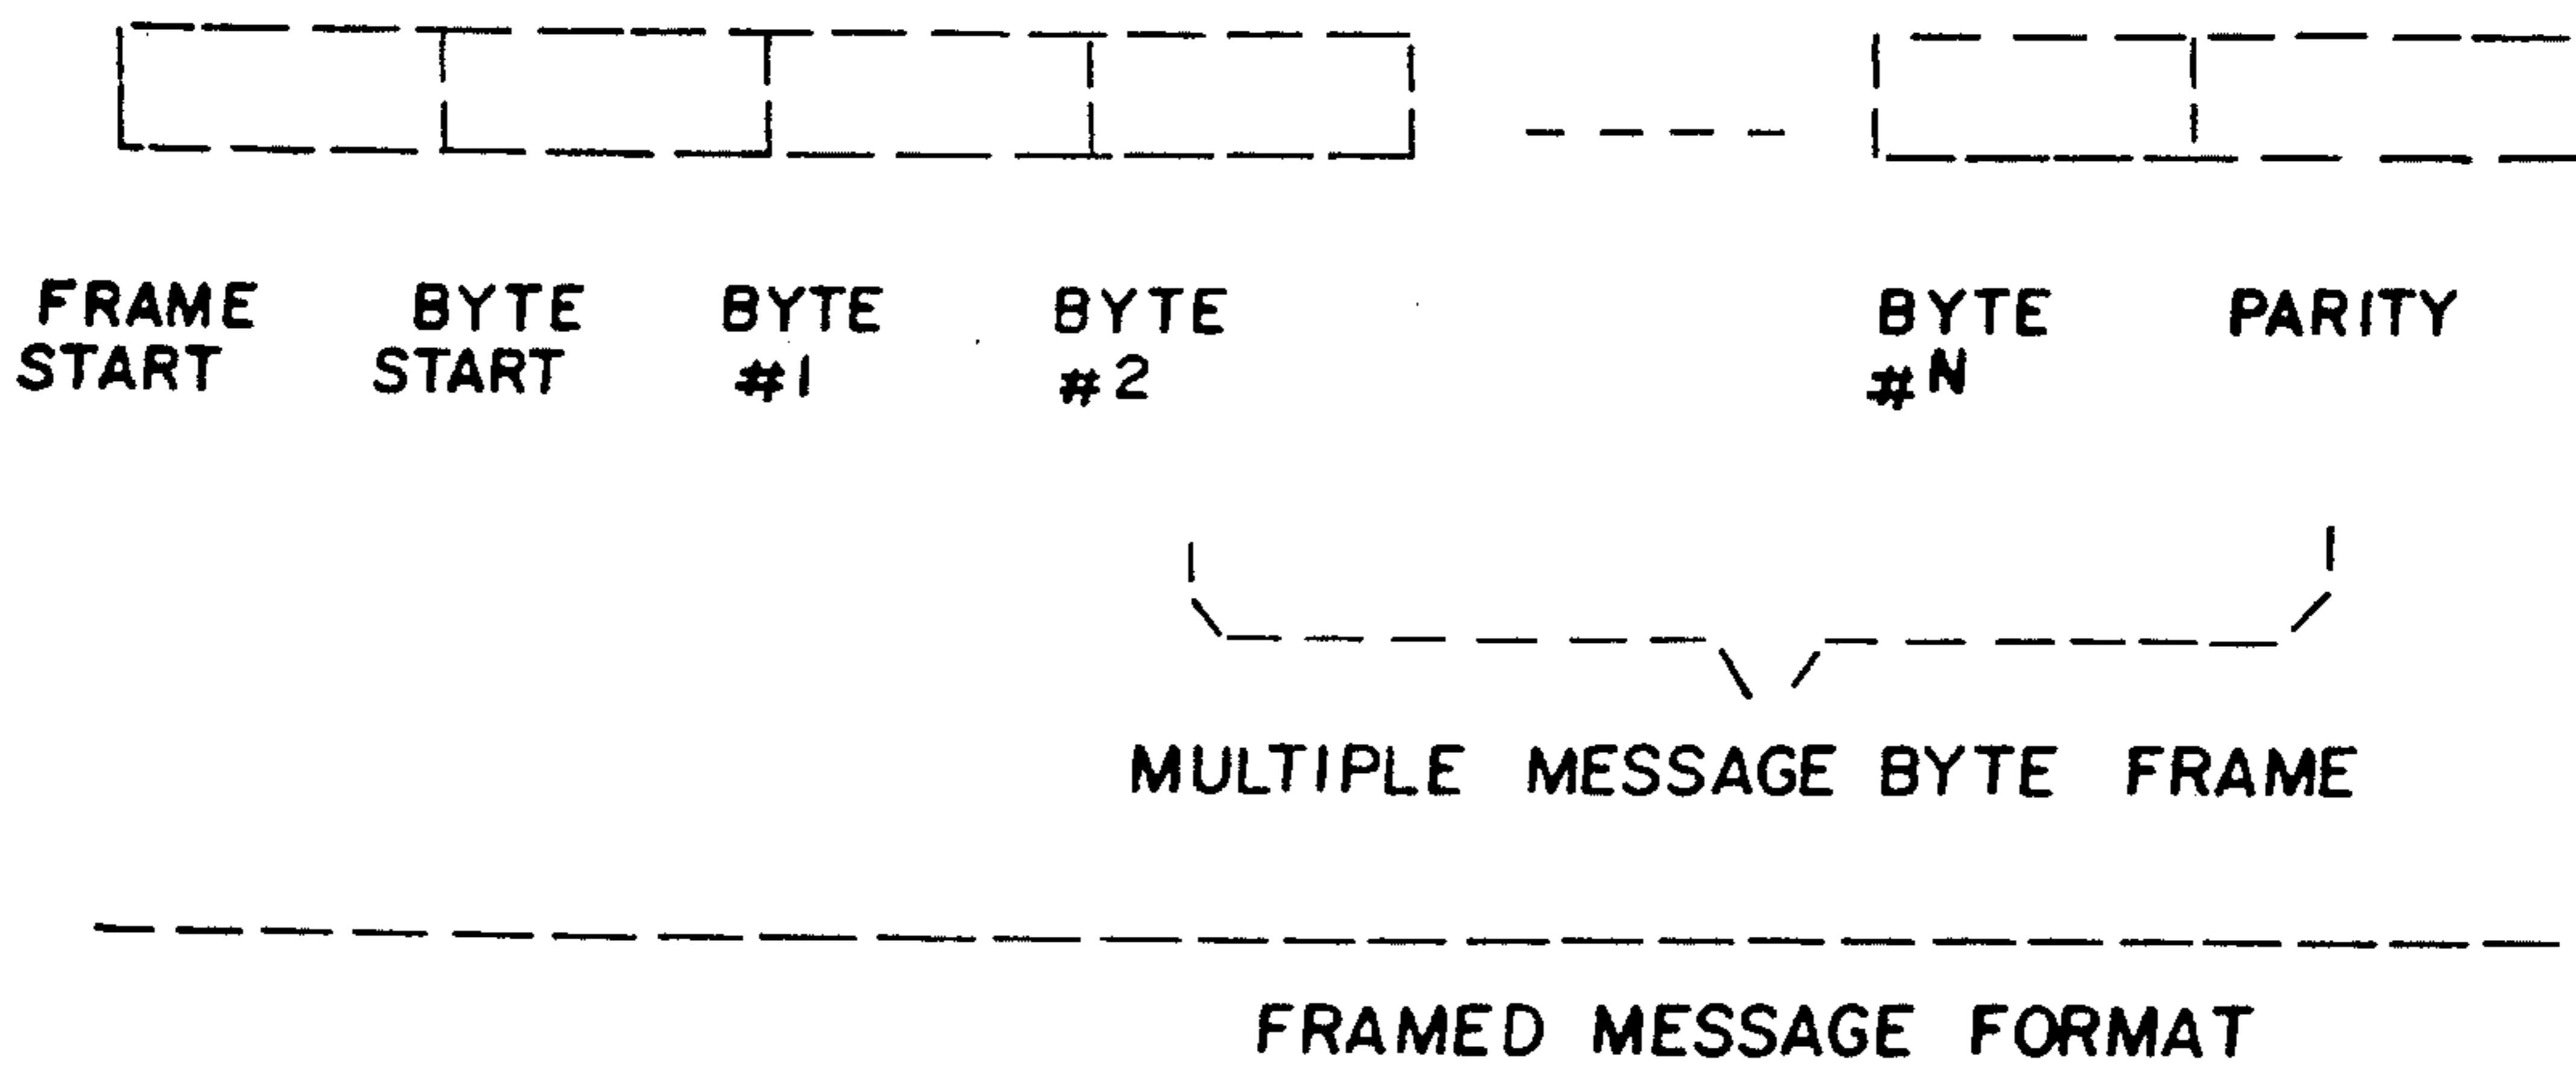 FRAME BYTE BYTE BYTE BYTE PARITY
START START #1 #2 #N
MULTIPLE MESSAGE BYTE FRAME
FRAMED MESSAGE FORMAT